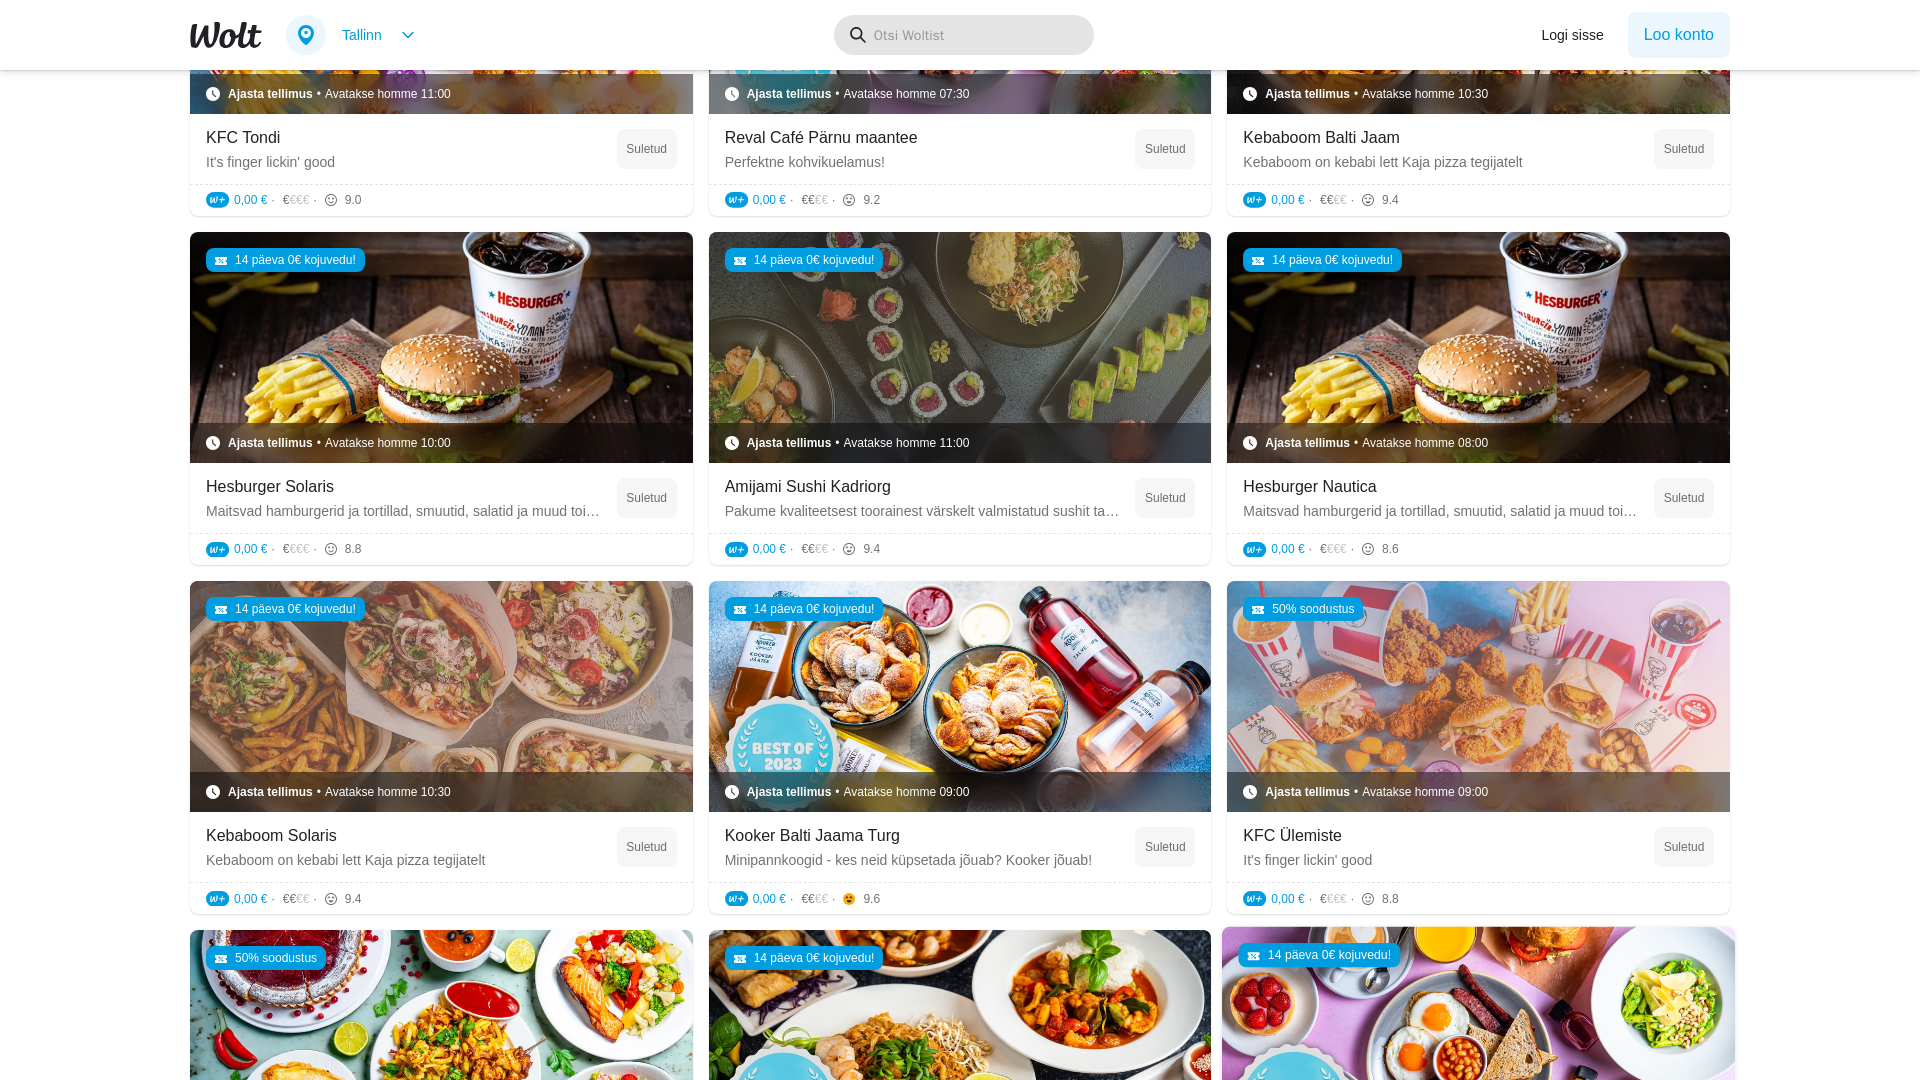 Wolt
Tallinn
Otsi Woltist
Logi sisse
Loo konto
Ajasta tellimus • Avatakse homme 11:00
Ajasta tellimus • Avatakse homme 07:30
Ajasta tellimus • Avatakse homme 10:30
KFC Tondi
It's finger lickin' good
Suletud
Reval Café Pärnu maantee
Perfektne kohvikuelamus!
Suletud
Kebaboom Balti Jaam
Kebaboom on kebabi lett Kaja pizza tegijatelt
Suletud
W+ 0,00 € · €€€€ · 9.0
W+ 0,00 € · €€€€ · 9.2
W+ 0,00 € · €€€€ · 9.4
14 päeva 0€ kojuvedu!
HESBURGER
Ajasta tellimus • Avatakse homme 10:00
14 päeva 0€ kojuvedu!
Ajasta tellimus • Avatakse homme 11:00
14 päeva 0€ kojuvedu!
HESBURGER
Ajasta tellimus • Avatakse homme 08:00
Hesburger Solaris
Maitsvad hamburgerid ja tortillad, smuutid, salatid ja muud toi…
Suletud
Amijami Sushi Kadriorg
Pakume kvaliteetsest toorainest värskelt valmistatud sushit ta…
Suletud
Hesburger Nautica
Maitsvad hamburgerid ja tortillad, smuutid, salatid ja muud toi…
Suletud
W+ 0,00 € · €€€€ · 8.8
W+ 0,00 € · €€€€ · 9.4
W+ 0,00 € · €€€€ · 8.6
14 päeva 0€ kojuvedu!
Ajasta tellimus • Avatakse homme 10:30
14 päeva 0€ kojuvedu!
KOOKER
BEST OF
2023
Ajasta tellimus • Avatakse homme 09:00
50% soodustus
KFC
Ajasta tellimus • Avatakse homme 09:00
Kebaboom Solaris
Kebaboom on kebabi lett Kaja pizza tegijatelt
Suletud
Kooker Balti Jaama Turg
Minipannkoogid - kes neid küpsetada jõuab? Kooker jõuab!
Suletud
KFC Ülemiste
It's finger lickin' good
Suletud
W+ 0,00 € · €€€€ · 9.4
W+ 0,00 € · €€€€ · 9.6
W+ 0,00 € · €€€€ · 8.8
50% soodustus
14 päeva 0€ kojuvedu!
14 päeva 0€ kojuvedu!